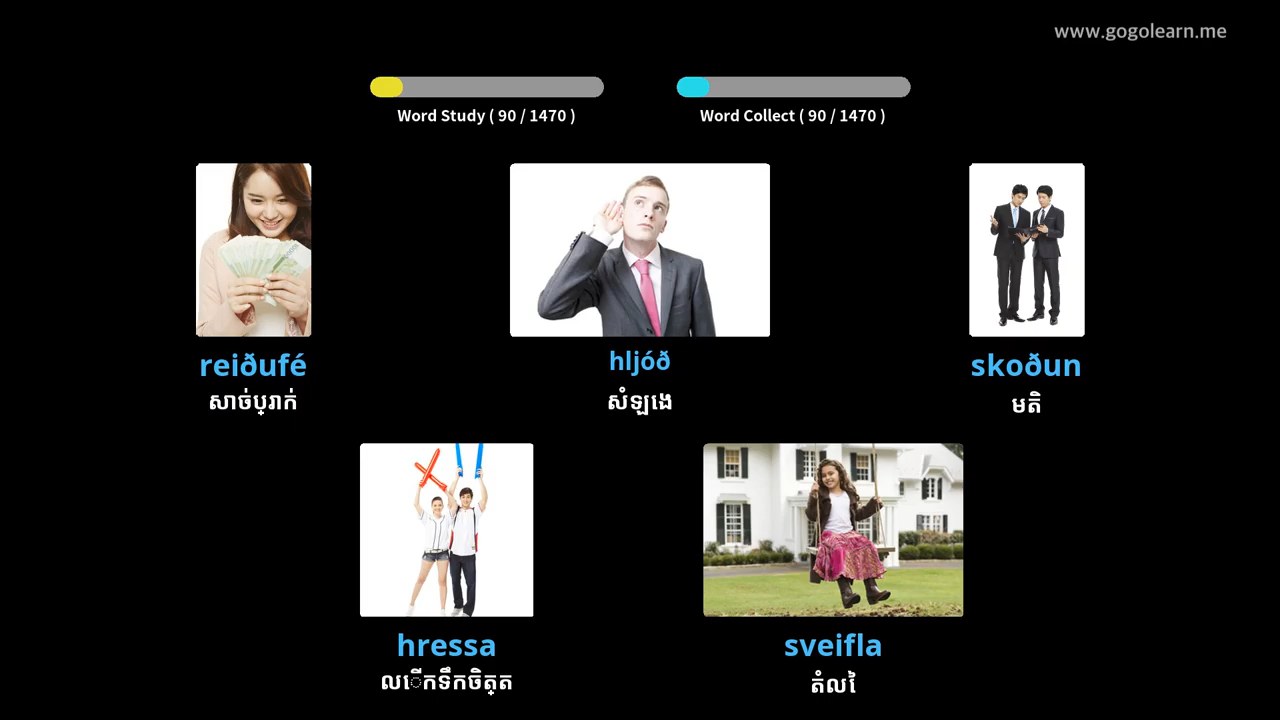 www.gogolearn.me
Word Study ( 90 / 1470 )
Word Collect ( 90 / 1470 )
reiðufé
សាច់ប្រាក់
hljóð
សំឡេង
skoðun
មតិ
hressa
លើកទឹកចិត្ត
sveifla
តំលៃ